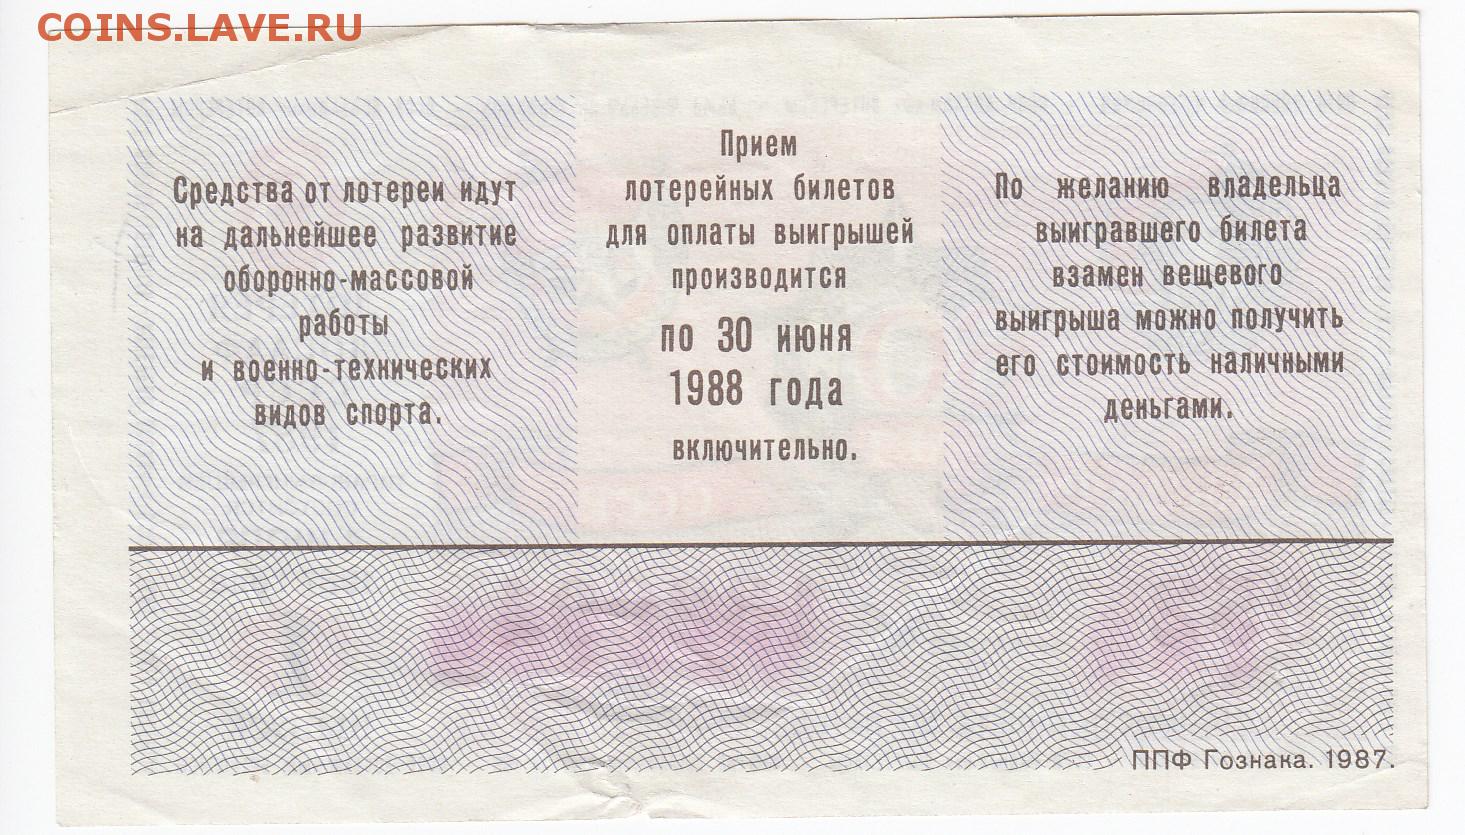 COINS.LAVE.RU
Средства от лотереи идут
на дальнейшее развитие
оборонно-массовой
работы
и военно-технических
видов спорта.
Прием
лотерейных билетов
для оплаты выигрышей
производится
по 30 июня
1988 года
включительно.
По желанию владельца
выигравшего билета
взамен вещевого
выигрыша можно получить
его стоимость наличными
деньгами.
ППФ Гознака. 1987.